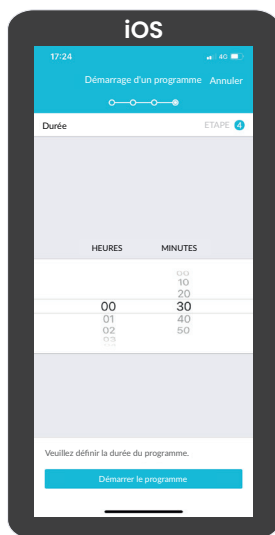 iOS
17:24 4G
Démarrage d'un programme Annuler
Durée ETAPE 4
HEURES MINUTES
00
10
20
00 30
01 40
02 50
03
Veuillez définir la durée du programme.
Démarrer le programme